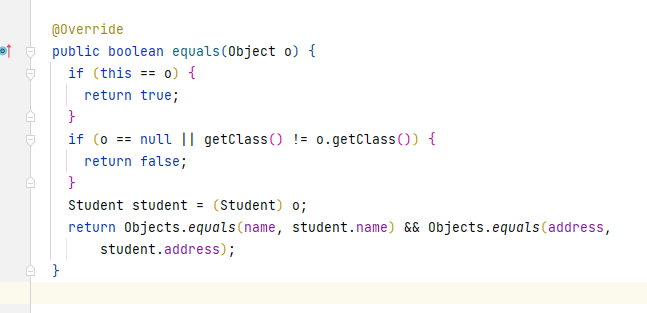 @Override
public boolean equals(Object o) {
if (this == o) {
return true;
}
if (o == null || getClass() != o.getClass()) {
return false;
}
Student student = (Student) o;
return Objects.equals(name, student.name) && Objects.equals(address,
student.address);
}